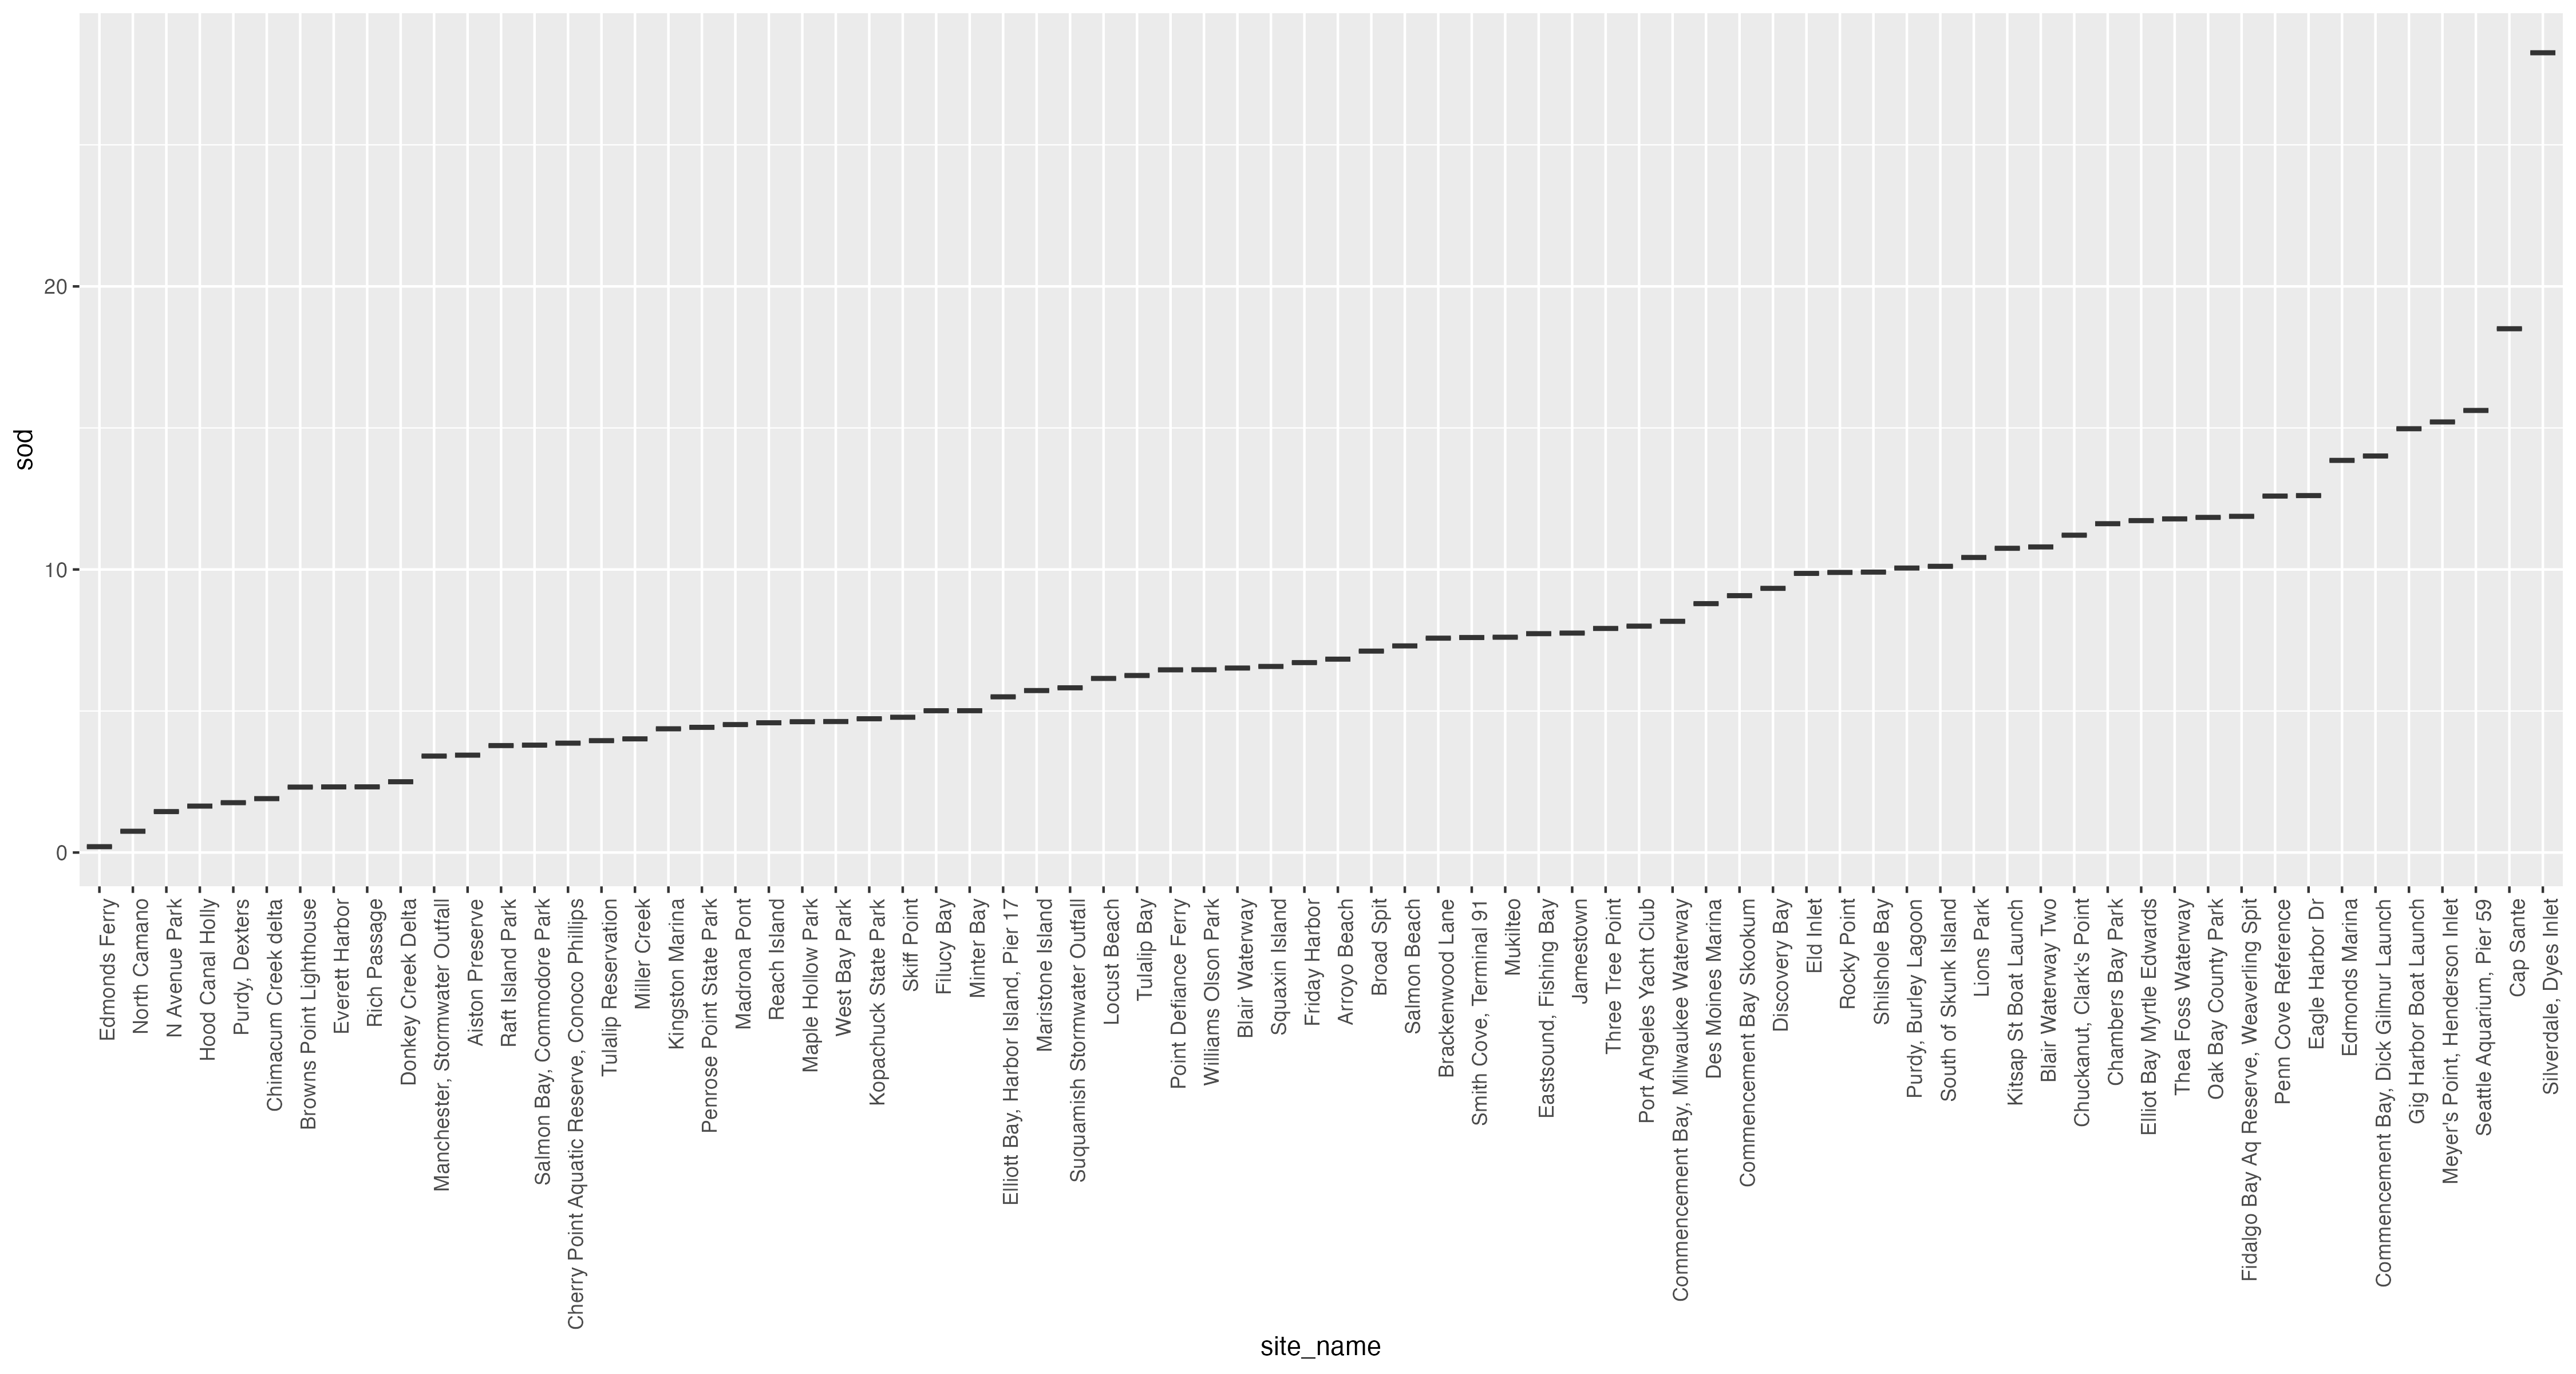 sod
20
10
0
Edmonds Ferry
North Camano
N Avenue Park
Hood Canal Holly
Purdy, Dexters
Chimacum Creek delta
Browns Point Lighthouse
Everett Harbor
Rich Passage
Donkey Creek Delta
Manchester, Stormwater Outfall
Aiston Preserve
Raft Island Park
Salmon Bay, Commodore Park
Cherry Point Aquatic Reserve, Conoco Phillips
Tulalip Reservation
Miller Creek
Kingston Marina
Penrose Point State Park
Madrona Pont
Reach Island
Maple Hollow Park
West Bay Park
Kopachuck State Park
Skiff Point
Filucy Bay
Minter Bay
Elliott Bay, Harbor Island, Pier 17
Maristone Island
Suquamish Stormwater Outfall
Locust Beach
Tulalip Bay
Point Defiance Ferry
Williams Olson Park
Blair Waterway
Squaxin Island
Friday Harbor
Arroyo Beach
Broad Spit
Salmon Beach
Brackenwood Lane
Smith Cove, Terminal 91
Mukilteo
Eastsound, Fishing Bay
Jamestown
Three Tree Point
Port Angeles Yacht Club
Commencement Bay, Milwaukee Waterway
Des Moines Marina
Commencement Bay Skookum
Discovery Bay
Eld Inlet
Rocky Point
Shilshole Bay
Purdy, Burley Lagoon
South of Skunk Island
Lions Park
Kitsap St Boat Launch
Blair Waterway Two
Chuckanut, Clark's Point
Chambers Bay Park
Elliot Bay Myrtle Edwards
Thea Foss Waterway
Oak Bay County Park
Fidalgo Bay Aq Reserve, Weaverling Spit
Penn Cove Reference
Eagle Harbor Dr
Edmonds Marina
Commencement Bay, Dick Gilmur Launch
Gig Harbor Boat Launch
Meyer's Point, Henderson Inlet
Seattle Aquarium, Pier 59
Cap Sante
Silverdale, Dyes Inlet
site_name